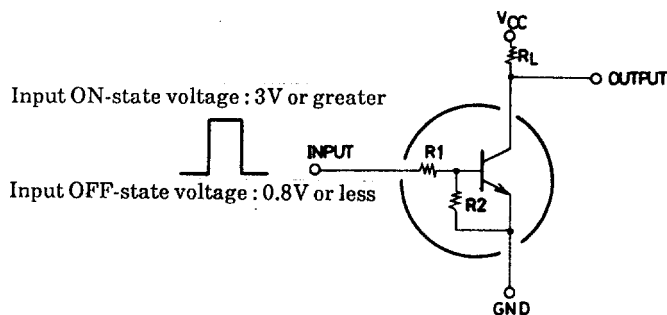 VCC
RL
OUTPUT
Input ON-state voltage : 3V or greater
INPUT
R1
Input OFF-state voltage : 0.8V or less
R2
GND